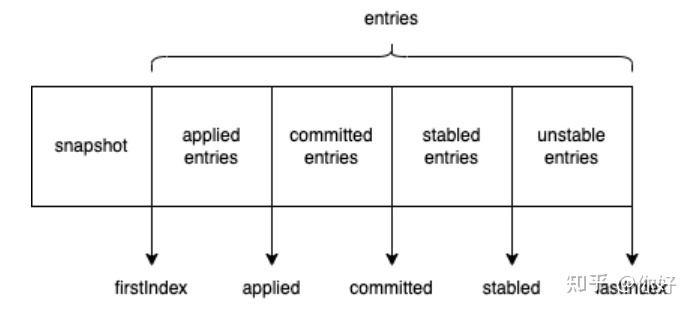 entries
snapshot
applied
entries
committed
entries
stabled
entries
unstable
entries
firstIndex
applied
committed
stabled
lastIndex
知乎 @你好